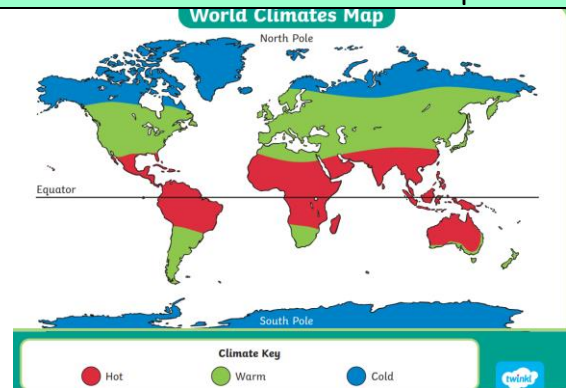 World Climates Map
North Pole
Equator
South Pole
Climate Key
Hot
Warm
Cold
twinkl